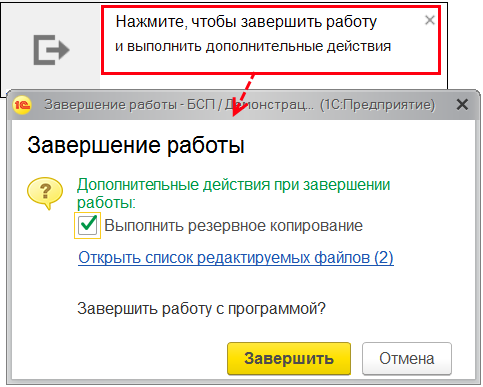 Нажмите, чтобы завершить работу
и выполнить дополнительные действия
1С Завершение работы - БСП / Демонстрац... (1С:Предприятие)
Завершение работы
Дополнительные действия при завершении
работы:
Выполнить резервное копирование
Открыть список редактируемых файлов (2)
Завершить работу с программой?
Завершить Отмена